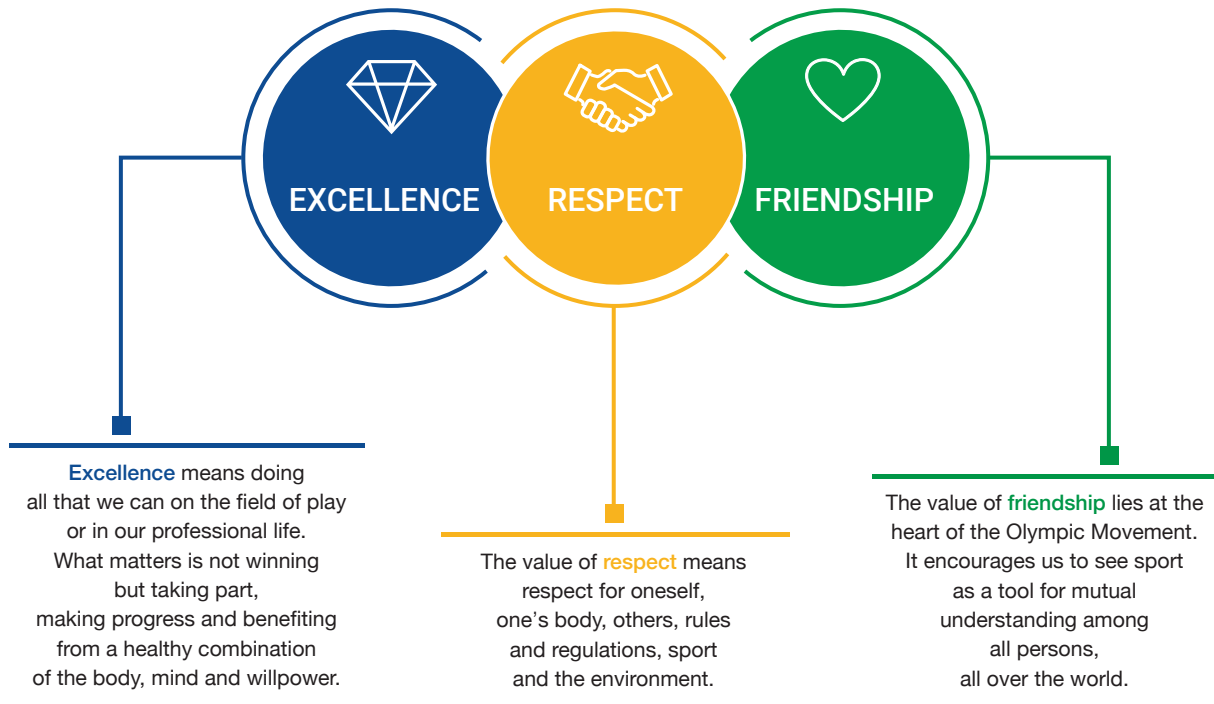 EXCELLENCE
RESPECT
FRIENDSHIP
Excellence means doing
all that we can on the field of play
or in our professional life.
What matters is not winning
but taking part,
making progress and benefiting
from a healthy combination
of the body, mind and willpower.
The value of respect means
respect for oneself,
one's body, others, rules
and regulations, sport
and the environment.
The value of friendship lies at the
heart of the Olympic Movement.
It encourages us to see sport
as a tool for mutual
understanding among
all persons,
all over the world.